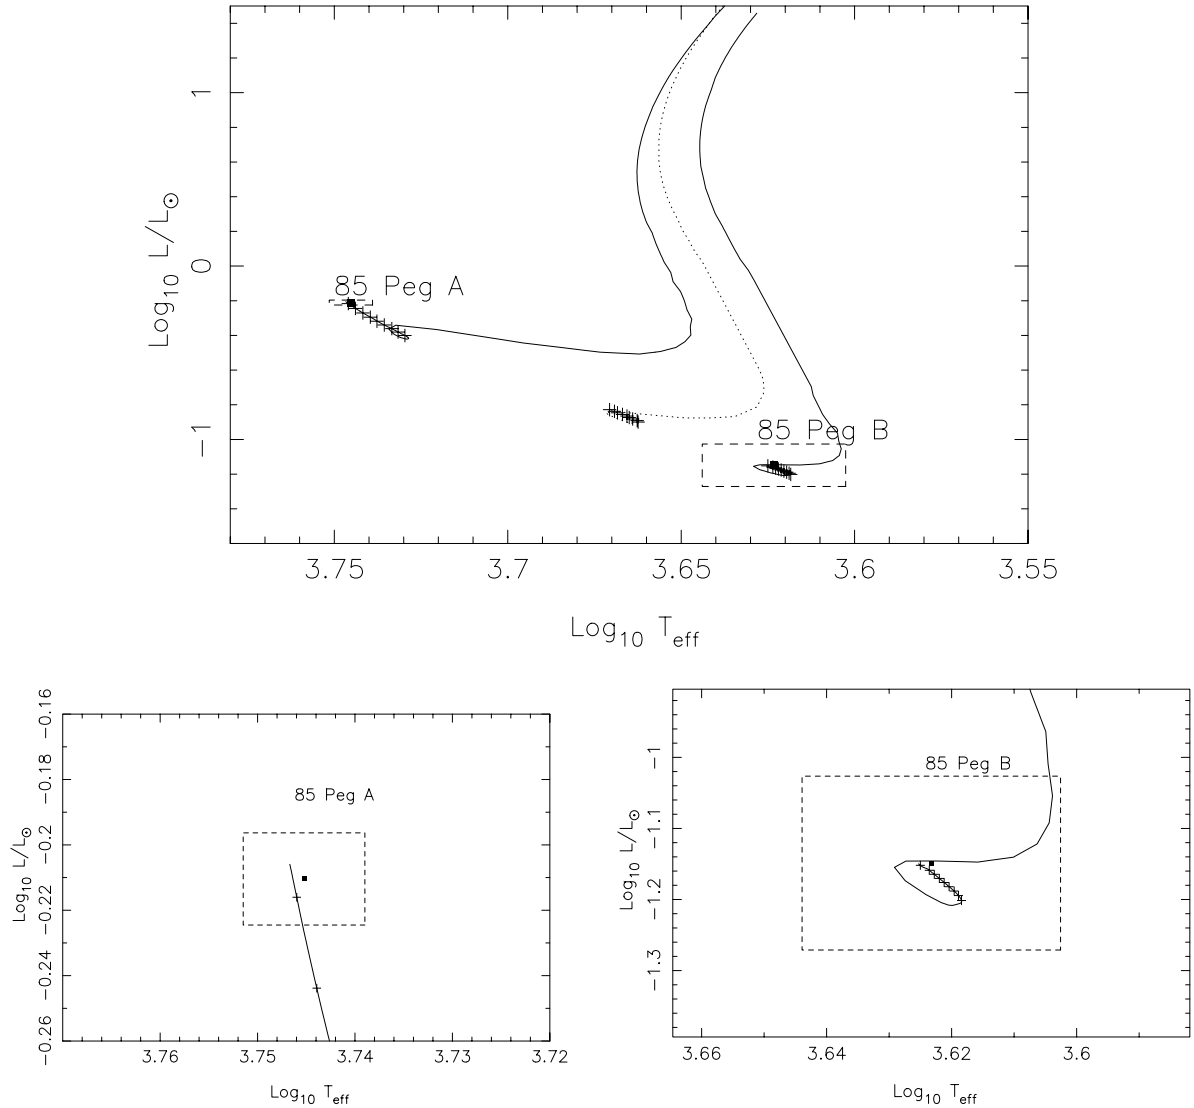 1
0
−1
Log10 L/L⊙
85 Peg A
85 Peg B
3.75 3.7 3.65 3.6 3.55
Log10 Teff
−0.16
−0.18
−0.2
−0.22
−0.24
−0.26
Log10 L/L⊙
85 Peg A
3.76 3.75 3.74 3.73 3.72
Log10 Teff
−1
−1.1
−1.2
−1.3
Log10 L/L⊙
85 Peg B
3.66 3.64 3.62 3.6
Log10 Teff